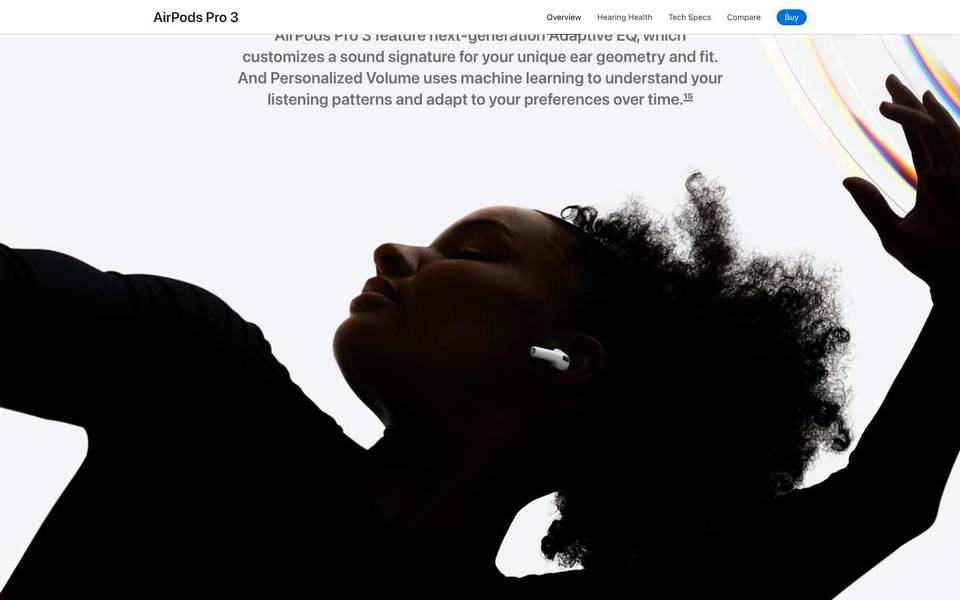 AirPods Pro 3
Overview
Hearing Health
Tech Specs
Compare
Buy
AirPods Pro 3 feature next-generation Adaptive EQ, which
customizes a sound signature for your unique ear geometry and fit.
And Personalized Volume uses machine learning to understand your
listening patterns and adapt to your preferences over time.15